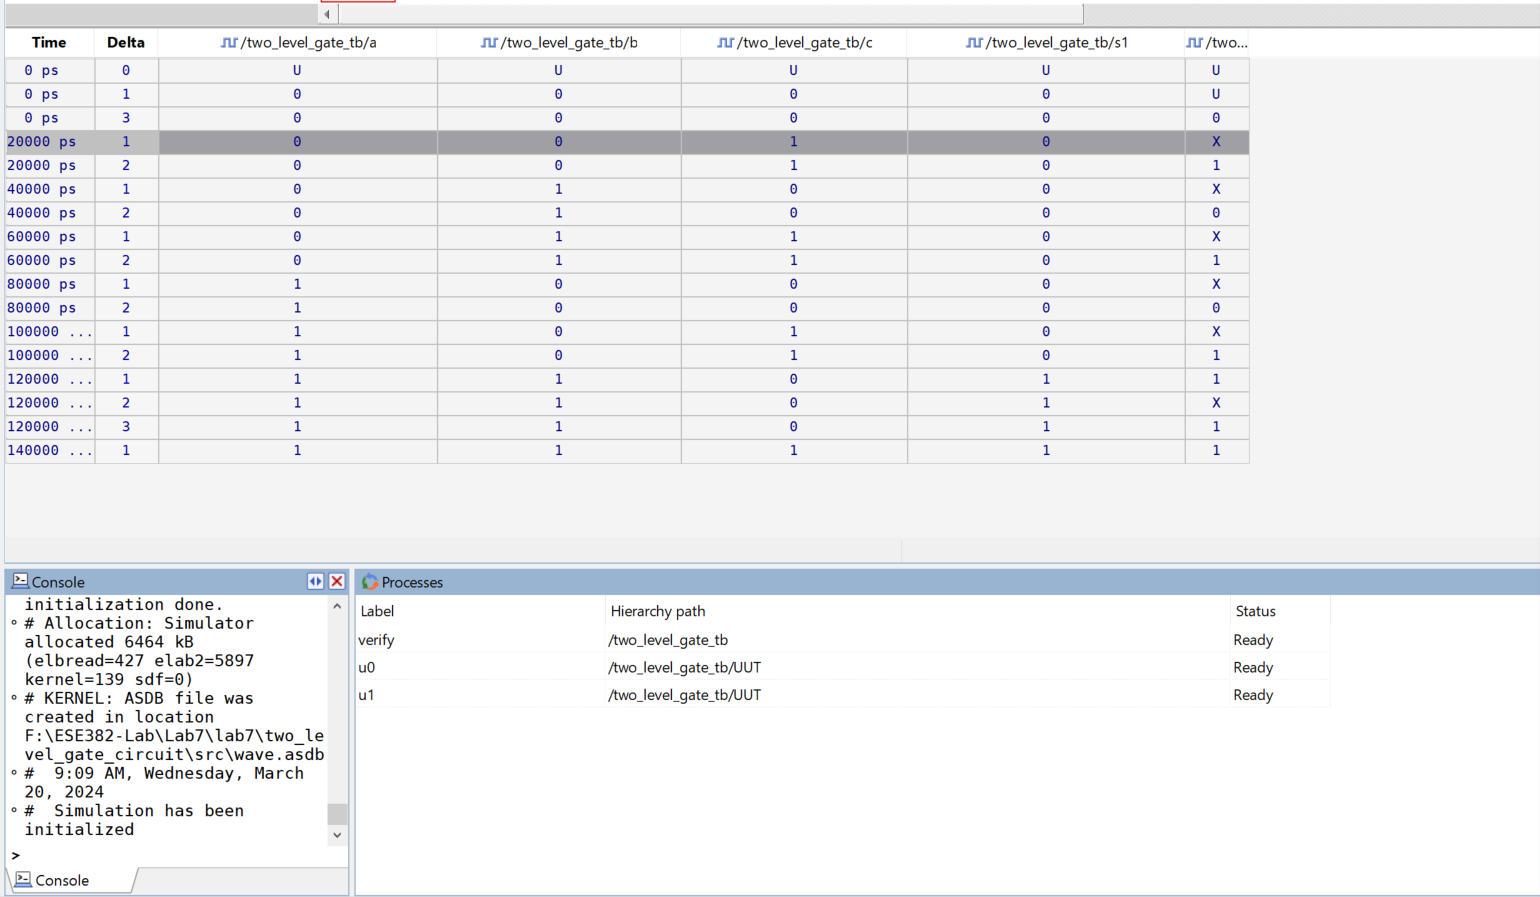 Time Delta /two_level_gate_tb/a /two_level_gate_tb/b /two_level_gate_tb/c /two_level_gate_tb/s1 /two...
0 ps 0 U U U U U
0 ps 1 0 0 0 0 U
0 ps 3 0 0 0 0 0
20000 ps 1 0 0 1 0 X
20000 ps 2 0 0 1 0 1
40000 ps 1 0 1 0 0 X
40000 ps 2 0 1 0 0 0
60000 ps 1 0 1 1 0 X
60000 ps 2 0 1 1 0 1
80000 ps 1 1 0 0 0 X
80000 ps 2 1 0 0 0 0
100000 ... 1 1 0 1 0 X
100000 ... 2 1 0 1 0 1
120000 ... 1 1 1 0 1 1
120000 ... 2 1 1 0 1 X
120000 ... 3 1 1 0 1 1
140000 ... 1 1 1 1 1 1
Console
initialization done.
# Allocation: Simulator
allocated 6464 kB
(elbread=427 elab2=5897
kernel=139 sdf=0)
# KERNEL: ASDB file was
created in location
F:\ESE382-Lab\Lab7\lab7\two_le
vel_gate_circuit\src\wave.asdb
# 9:09 AM, Wednesday, March
20, 2024
# Simulation has been
initialized
>
Console
Processes
Label Hierarchy path Status
verify /two_level_gate_tb Ready
u0 /two_level_gate_tb/UUT Ready
u1 /two_level_gate_tb/UUT Ready